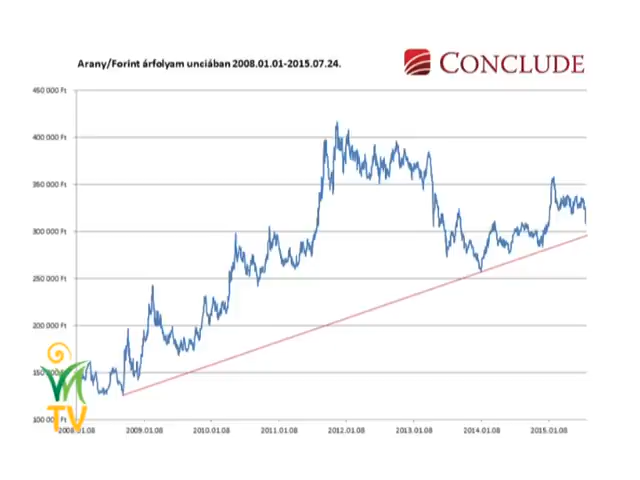 Arany/Forint árfolyam unciában 2008.01.01-2015.07.24.
CONCLUDE
450 000 Ft
400 000 Ft
350 000 Ft
300 000 Ft
250 000 Ft
200 000 Ft
150 000 Ft
100 000 Ft
TV
2008.01.08 2009.01.08 2010.01.08 2011.01.08 2012.01.08 2013.01.08 2014.01.08 2015.01.08